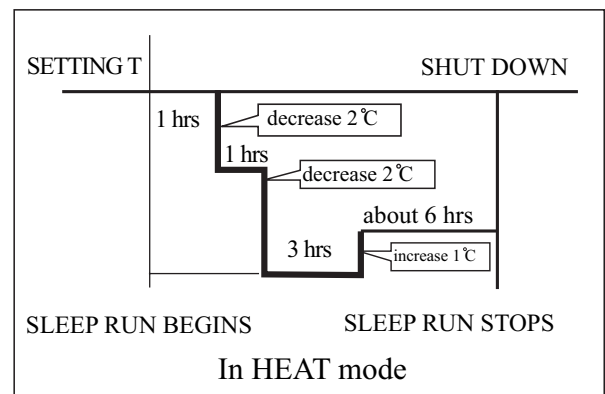 SETTING T
SHUT DOWN
1 hrs
decrease 2℃
1 hrs
decrease 2℃
about 6 hrs
3 hrs
increase 1℃
SLEEP RUN BEGINS
SLEEP RUN STOPS
In HEAT mode